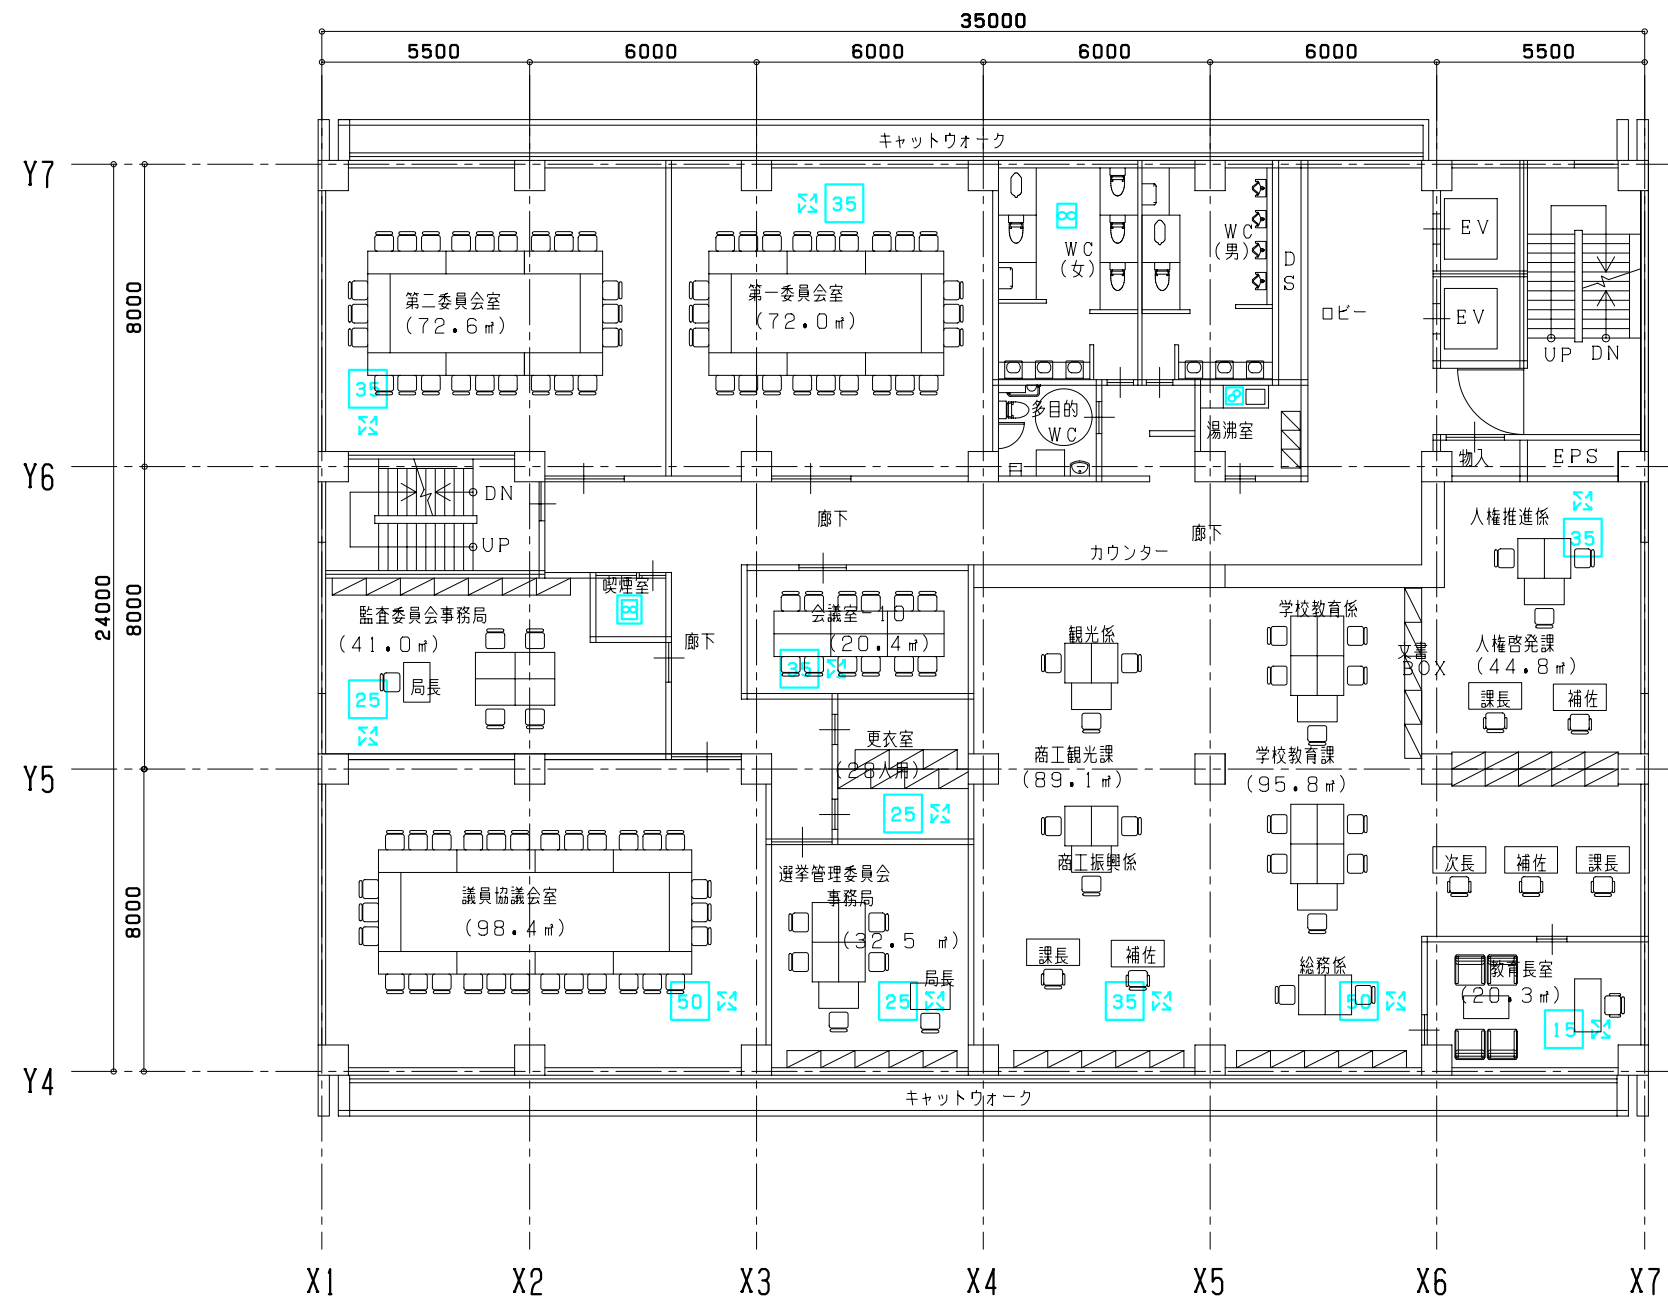 35000
5500 6000 6000 6000 6000 5500
キャットウォーク
Y7
35
第二委員会室
(72.6㎡)
第一委員会室
(72.0㎡)
WC
(女)
WC
(男)
DS
ロビー
EV
EV
UP DN
8000
35
多目的
WC
湯沸室
物入
EPS
Y6
DN
UP
廊下
廊下
カウンター
人権推進係
35
24000
8000
喫煙室
監査委員会事務局
(41.0㎡)
局長
25
廊下
会議室-10
(20.4㎡)
35
観光係
学校教育係
文書
BOX
人権啓発課
(44.8㎡)
課長
補佐
更衣室
(28人用)
25
商工観光課
(89.1㎡)
学校教育課
(95.8㎡)
Y5
8000
議員協議会室
(98.4㎡)
50
選挙管理委員会
事務局
(32.5 ㎡)
局長
25
商工振興係
課長
補佐
35
総務係
50
次長
補佐
課長
教育長室
(20.3㎡)
15
Y4
キャットウォーク
X1 X2 X3 X4 X5 X6 X7